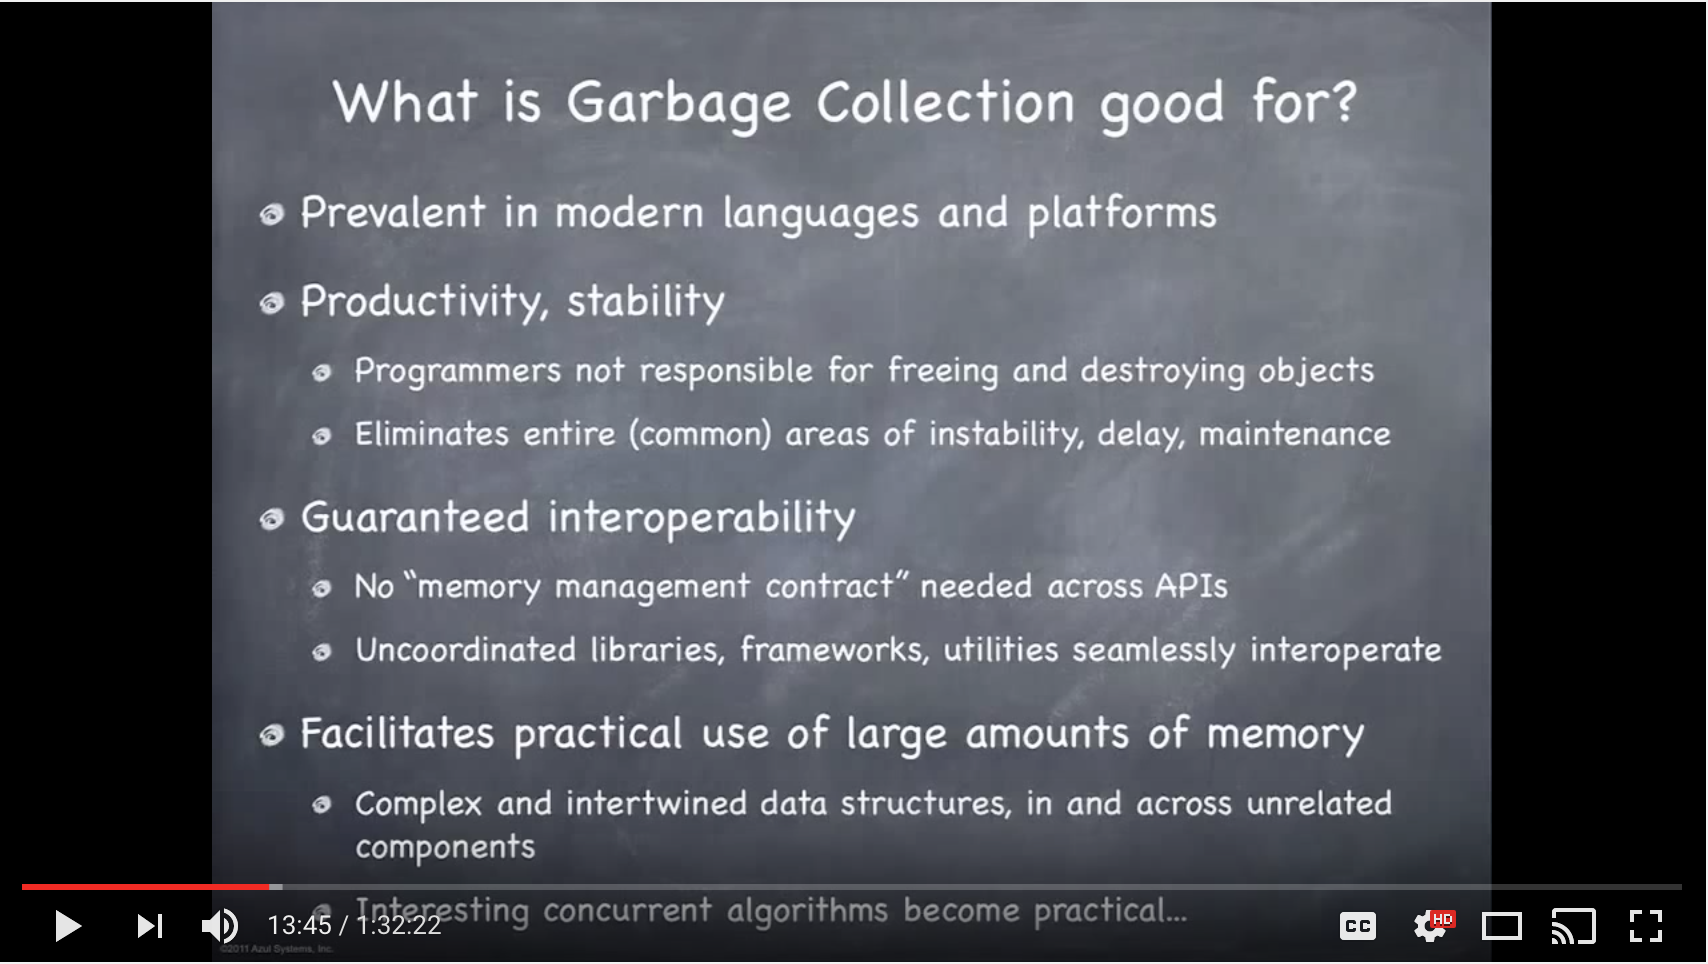 What is Garbage Collection good for?
Prevalent in modern languages and platforms
Productivity, stability
Programmers not responsible for freeing and destroying objects
Eliminates entire (common) areas of instability, delay, maintenance
Guaranteed interoperability
No “memory management contract” needed across APIs
Uncoordinated libraries, frameworks, utilities seamlessly interoperate
Facilitates practical use of large amounts of memory
Complex and intertwined data structures, in and across unrelated
components
Interesting concurrent algorithms become practical...
13:45 / 1:32:22
CC
HD
©2011 Azul Systems, Inc.